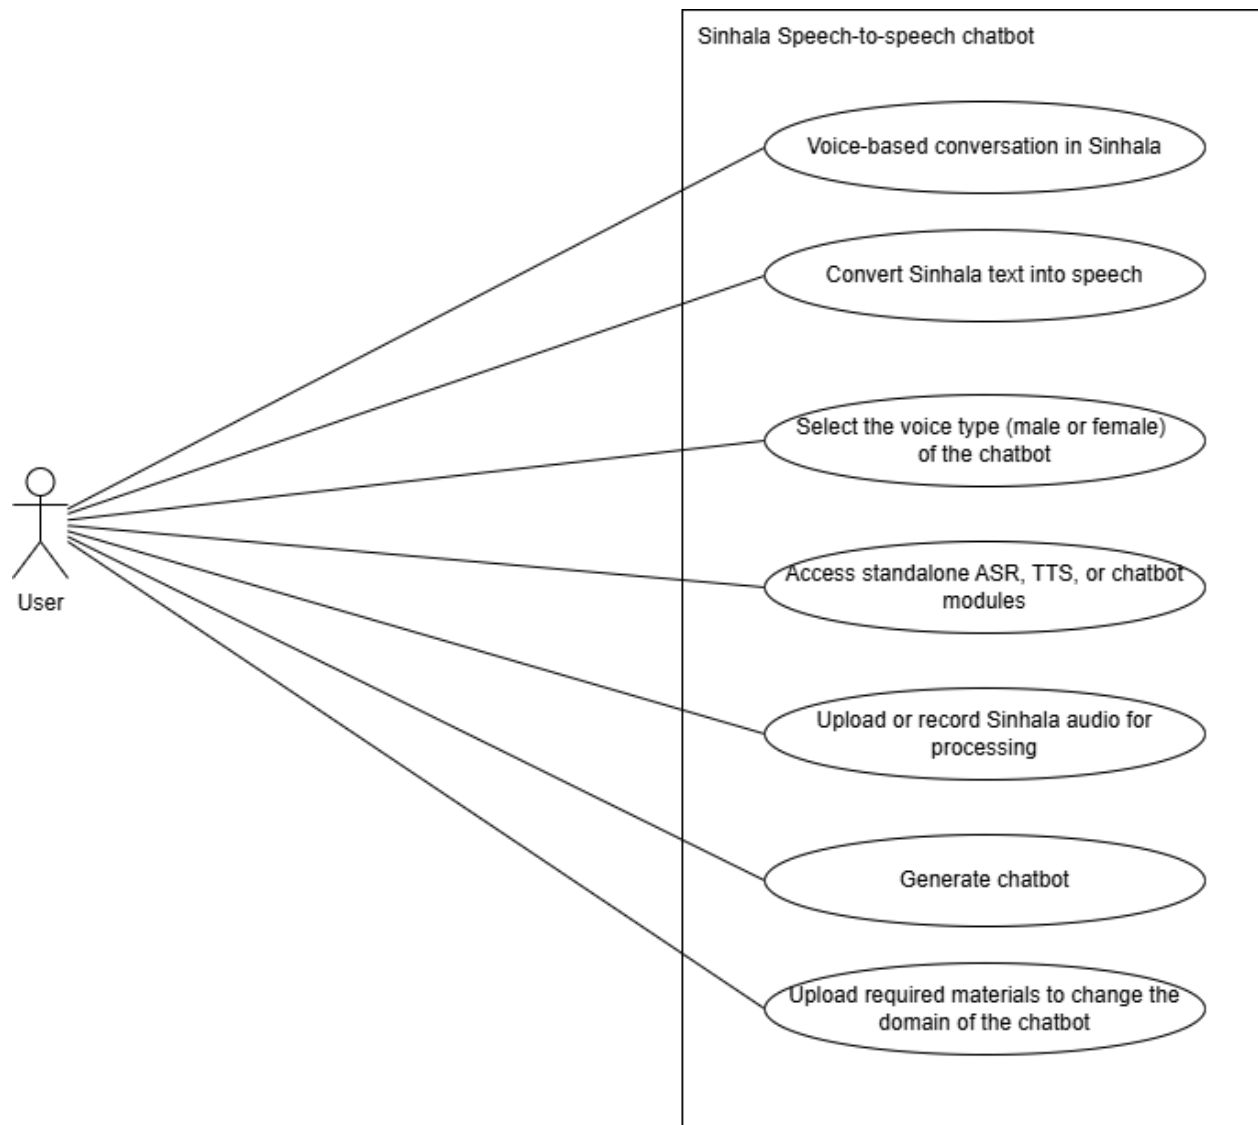 Sinhala Speech-to-speech chatbot
Voice-based conversation in Sinhala
Convert Sinhala text into speech
Select the voice type (male or female)
of the chatbot
Access standalone ASR, TTS, or chatbot
modules
User
Upload or record Sinhala audio for
processing
Generate chatbot
Upload required materials to change the
domain of the chatbot